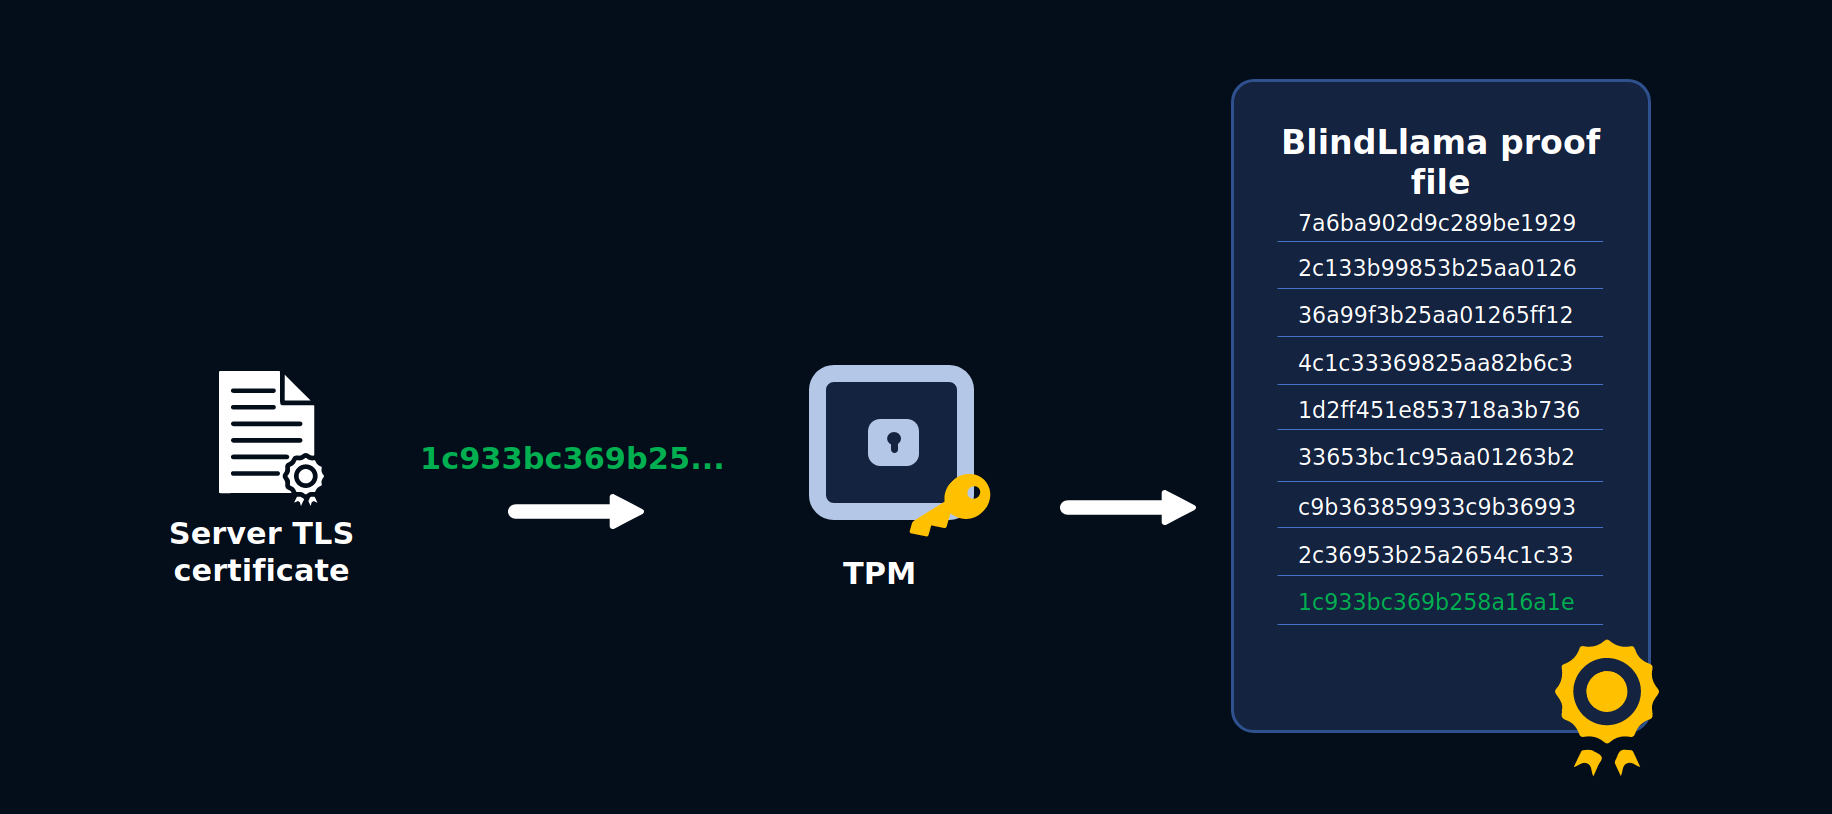 Server TLS
certificate
1c933bc369b25...
TPM
BlindLlama proof
file
7a6ba902d9c289be1929
2c133b99853b25aa0126
36a99f3b25aa01265ff12
4c1c33369825aa82b6c3
1d2ff451e853718a3b736
33653bc1c95aa01263b2
c9b363859933c9b36993
2c36953b25a2654c1c33
1c933bc369b258a16a1e